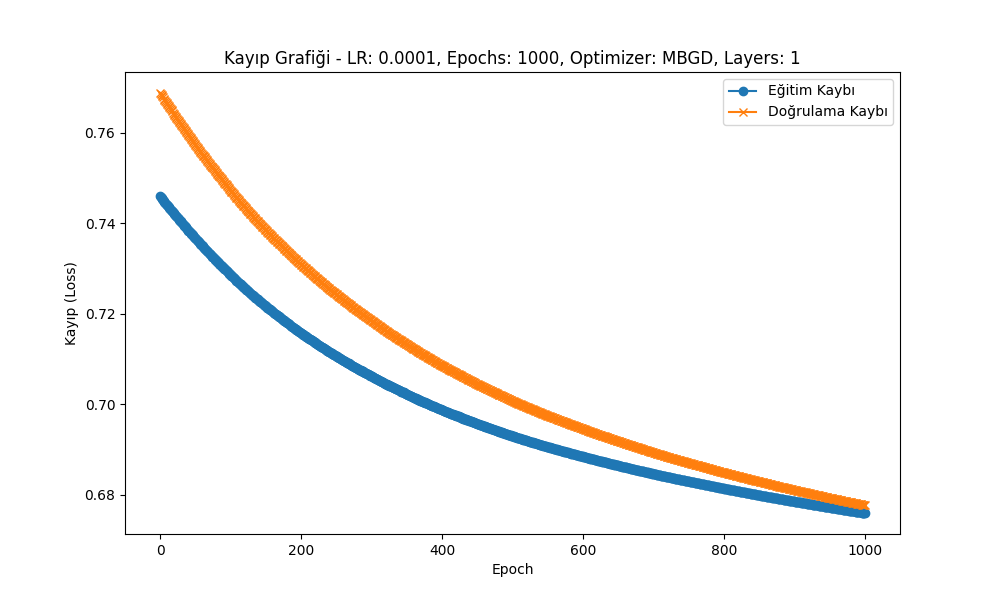 Kayıp Grafiği - LR: 0.0001, Epochs: 1000, Optimizer: MBGD, Layers: 1
Eğitim Kaybı
Doğrulama Kaybı
Kayıp (Loss)
0.76
0.74
0.72
0.70
0.68
0 200 400 600 800 1000
Epoch